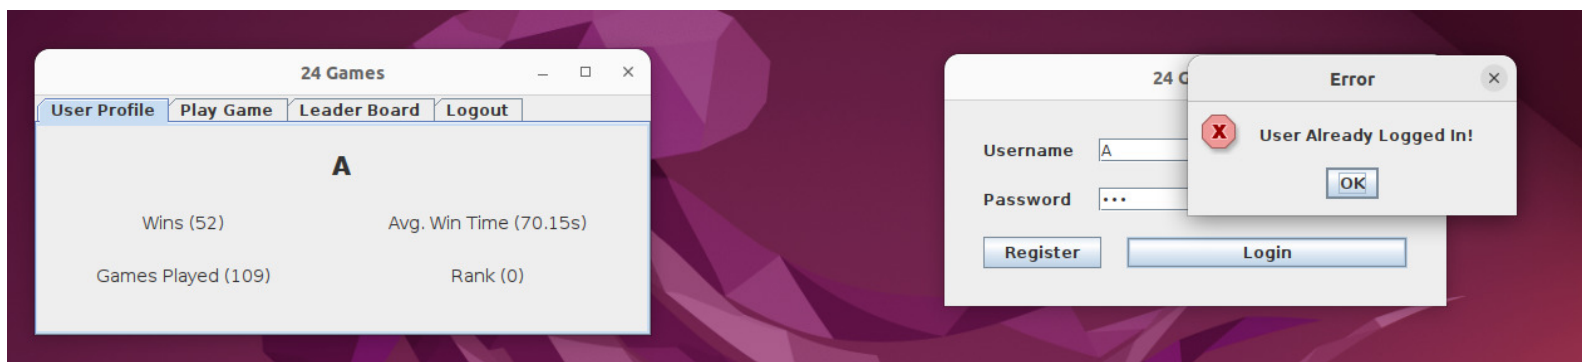 24 Games
User Profile Play Game Leader Board Logout
A
Wins (52) Avg. Win Time (70.15s)
Games Played (109) Rank (0)
24 G
Username A
Password •••
Register Login
Error
User Already Logged In!
OK